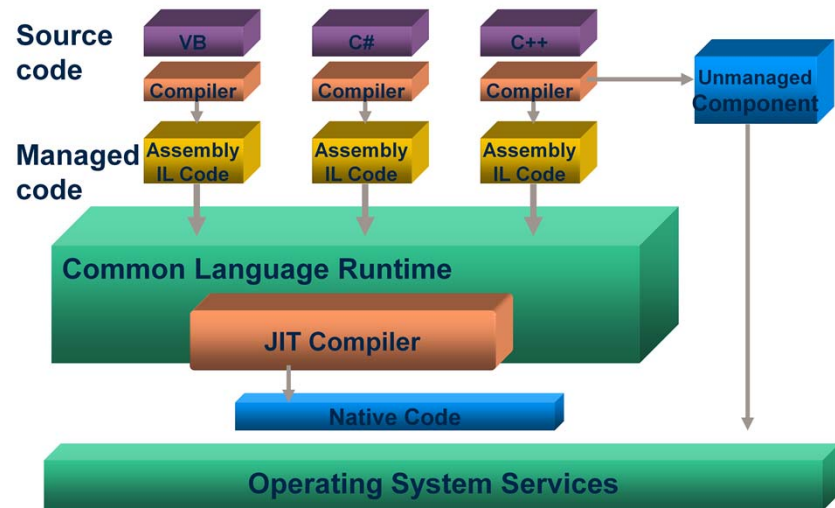 Source
code
VB
C#
C++
Compiler
Compiler
Compiler
Unmanaged
Component
Managed
code
Assembly
IL Code
Assembly
IL Code
Assembly
IL Code
Common Language Runtime
JIT Compiler
Native Code
Operating System Services